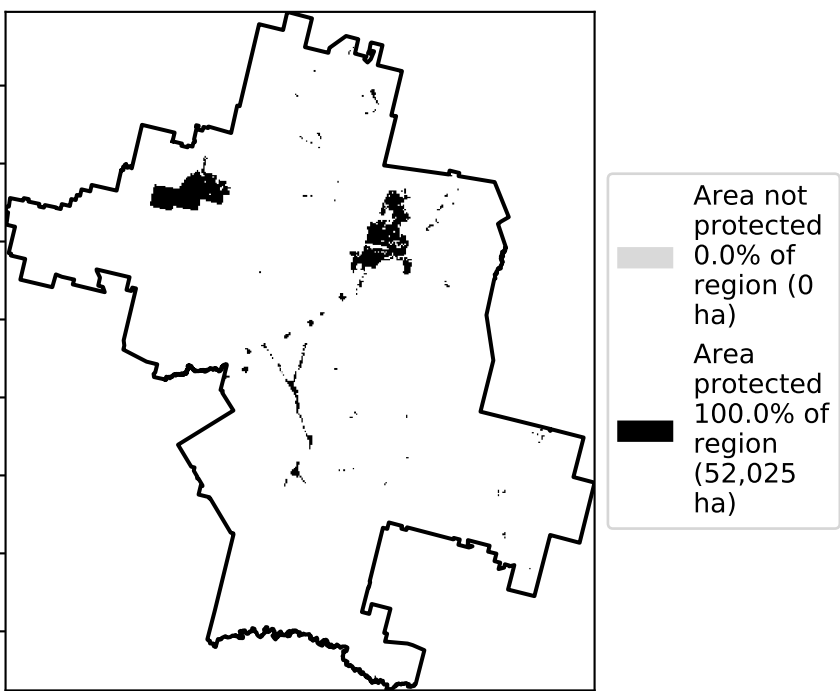 Area not
protected
0.0% of
region (0
ha)
Area
protected
100.0% of
region
(52,025
ha)